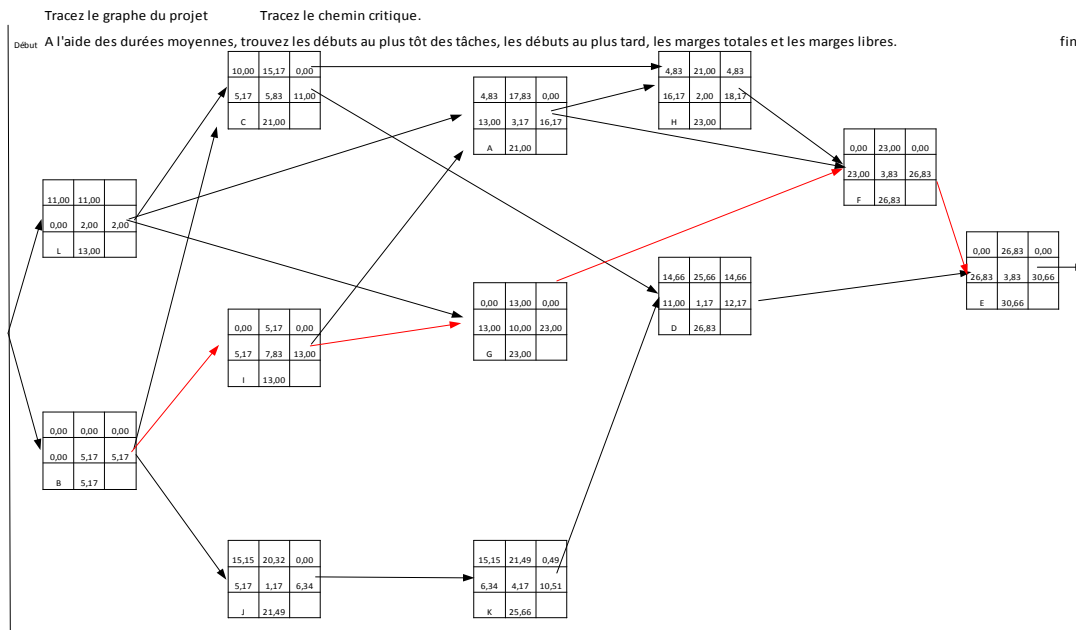 Tracez le graphe du projet Tracez le chemin critique.
Début A l'aide des durées moyennes, trouvez les débuts au plus tôt des tâches, les débuts au plus tard, les marges totales et les marges libres. fin
10,00 15,17 0,00
5,17 5,83 11,00
C 21,00
4,83 21,00 4,83
16,17 2,00 18,17
H 23,00
4,83 17,83 0,00
13,00 3,17 16,17
A 21,00
0,00 23,00 0,00
23,00 3,83 26,83
F 26,83
11,00 11,00
0,00 2,00 2,00
L 13,00
0,00 26,83 0,00
26,83 3,83 30,66
E 30,66
14,66 25,66 14,66
11,00 1,17 12,17
D 26,83
0,00 13,00 0,00
13,00 10,00 23,00
G 23,00
0,00 5,17 0,00
5,17 7,83 13,00
I 13,00
0,00 0,00 0,00
0,00 5,17 5,17
B 5,17
15,15 20,32 0,00
5,17 1,17 6,34
J 21,49
15,15 21,49 0,49
6,34 4,17 10,51
K 25,66